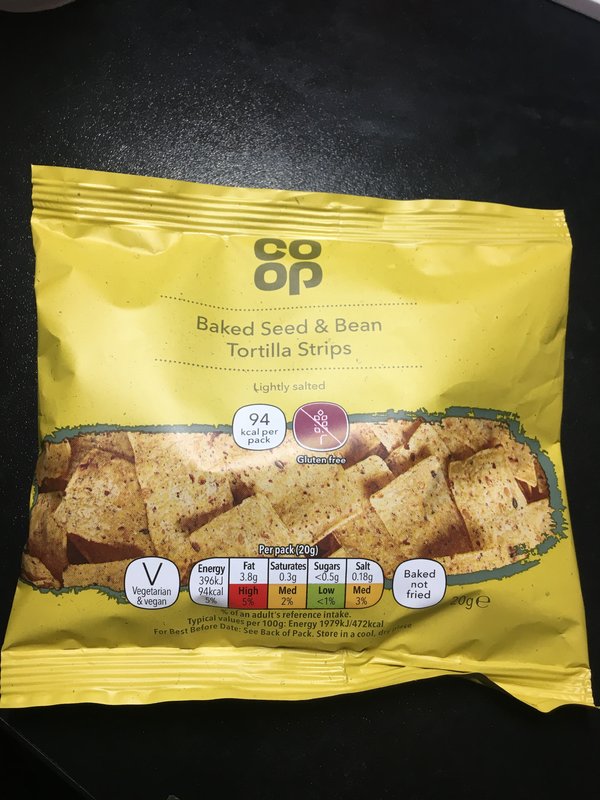 CO
OP
Baked Seed & Bean
Tortilla Strips
Lightly salted
94
kcal per
pack
Gluten free
Per pack (20g)
Energy Fat Saturates Sugars Salt
396kJ 3.8g 0.3g <0.5g 0.18g
94kcal High Med Low Med
5% 5% 2% <1% 3%
V
Vegetarian
& vegan
Baked
not
fried
20g e
% of an adult's reference intake.
Typical values per 100g: Energy 1979kJ/472kcal
For Best Before Date: See Back of Pack. Store in a cool, dry place